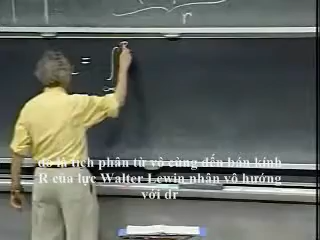 r
đó là tích phân từ vô cùng đến bán kính
R của lực Walter Lewin nhân vô hướng
với dr